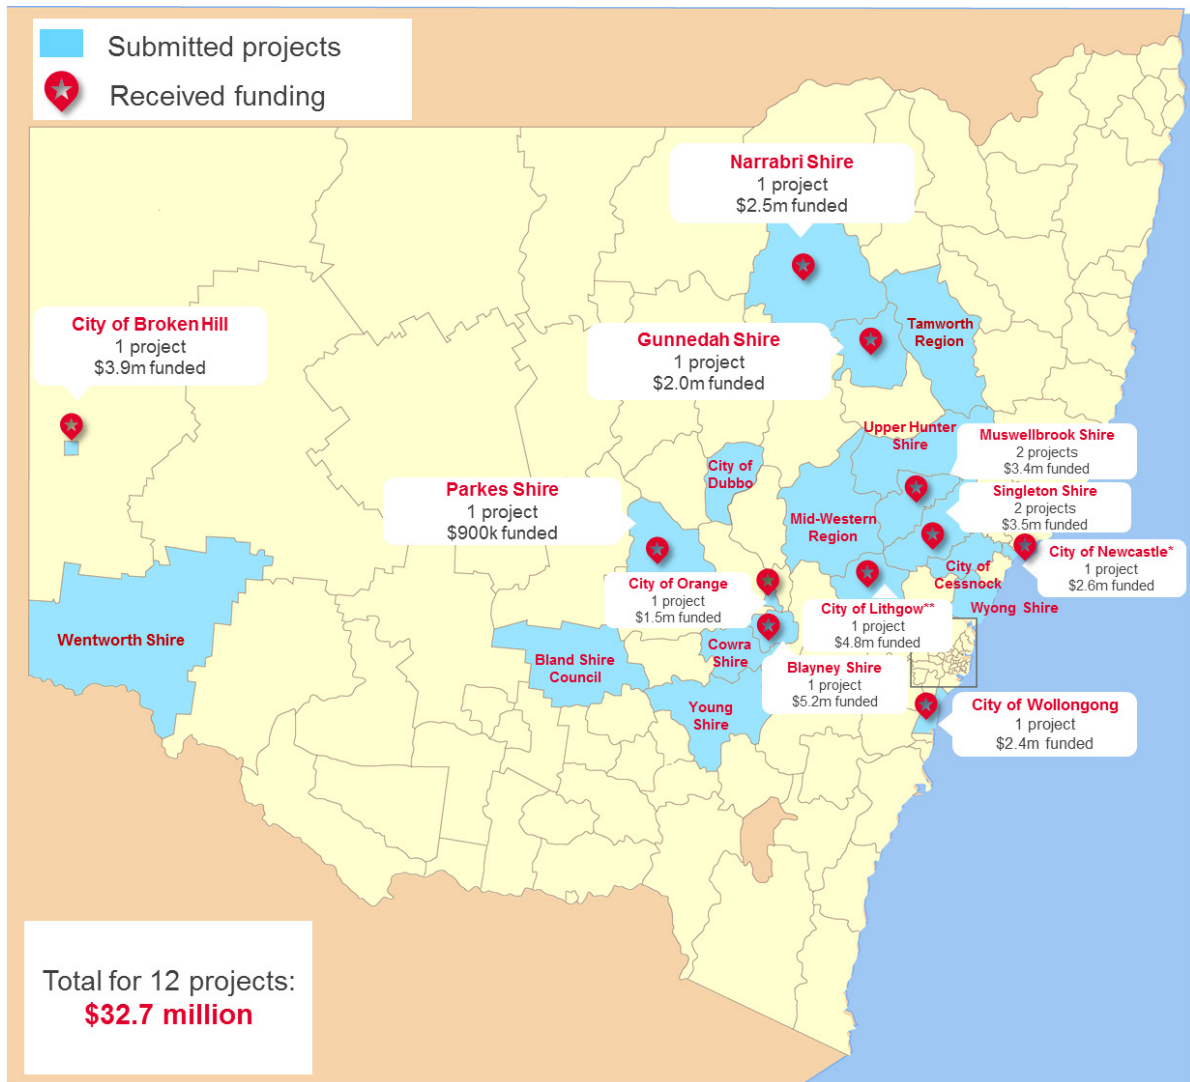 Submitted projects
Received funding
Narrabri Shire
1 project
$2.5m funded
City of Broken Hill
1 project
$3.9m funded
Gunnedah Shire
1 project
$2.0m funded
Tamworth
Region
Upper Hunter
Shire
Muswellbrook Shire
2 projects
$3.4m funded
City of
Dubbo
Parkes Shire
1 project
$900k funded
Singleton Shire
2 projects
$3.5m funded
Mid-Western
Region
City of Newcastle*
1 project
$2.6m funded
City of
Cessnock
City of Orange
1 project
$1.5m funded
City of Lithgow**
1 project
$4.8m funded
Wyong Shire
Wentworth Shire
Bland Shire
Council
Cowra
Shire
Blayney Shire
1 project
$5.2m funded
Young
Shire
City of Wollongong
1 project
$2.4m funded
Total for 12 projects:
$32.7 million